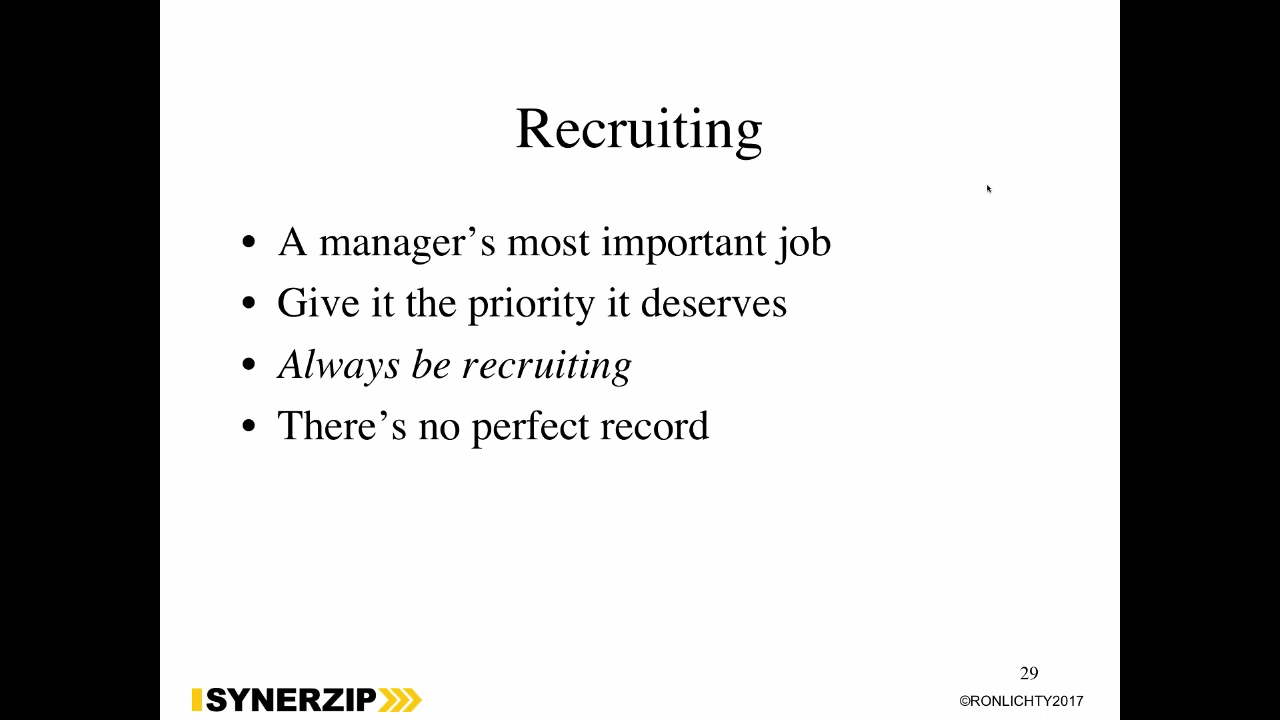 Recruiting
• A manager’s most important job
• Give it the priority it deserves
• Always be recruiting
• There’s no perfect record
29
SYNERZIP
©RONLICHTY2017